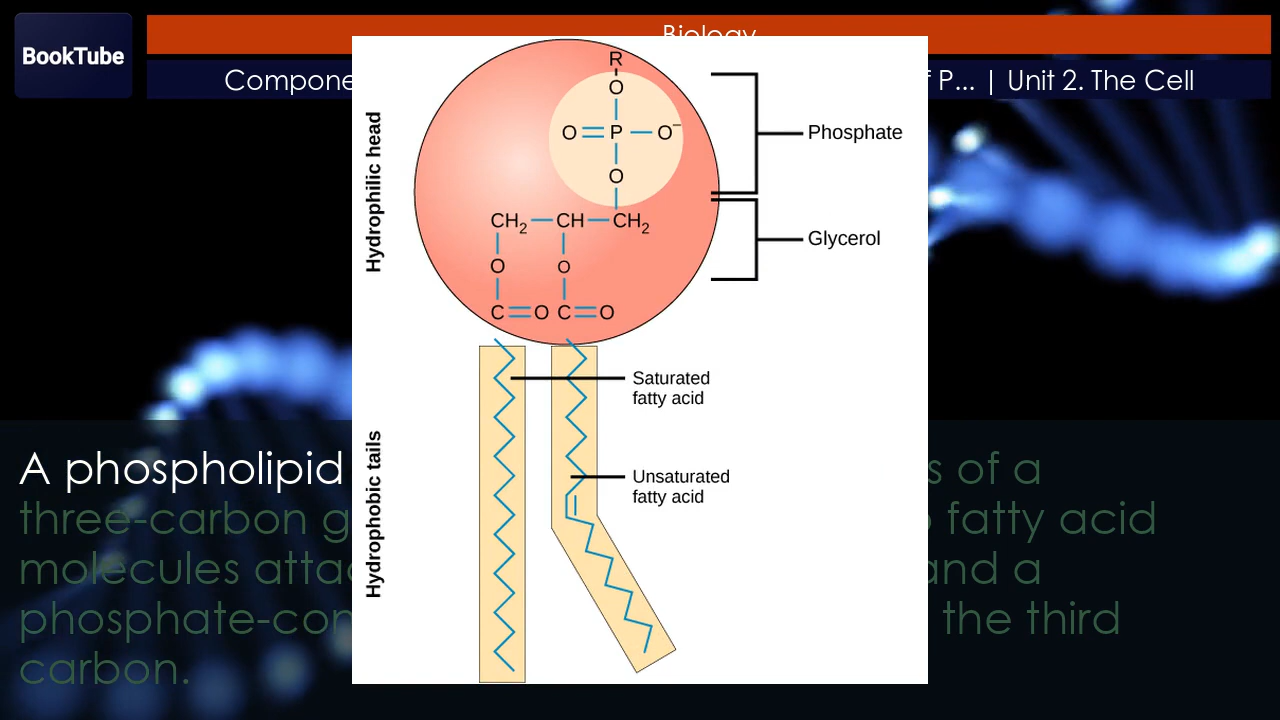 BookTube
Biology
Compone P... | Unit 2. The Cell
R
O
O = P — O⁻
O
CH₂ — CH — CH₂
O O
C=O C=O
Phosphate
Glycerol
Hydrophilic head
Saturated
fatty acid
Unsaturated
fatty acid
Hydrophobic tails
A phospholipid s of a
three-carbon g fatty acid
molecules atta and a
phosphate-con the third
carbon.